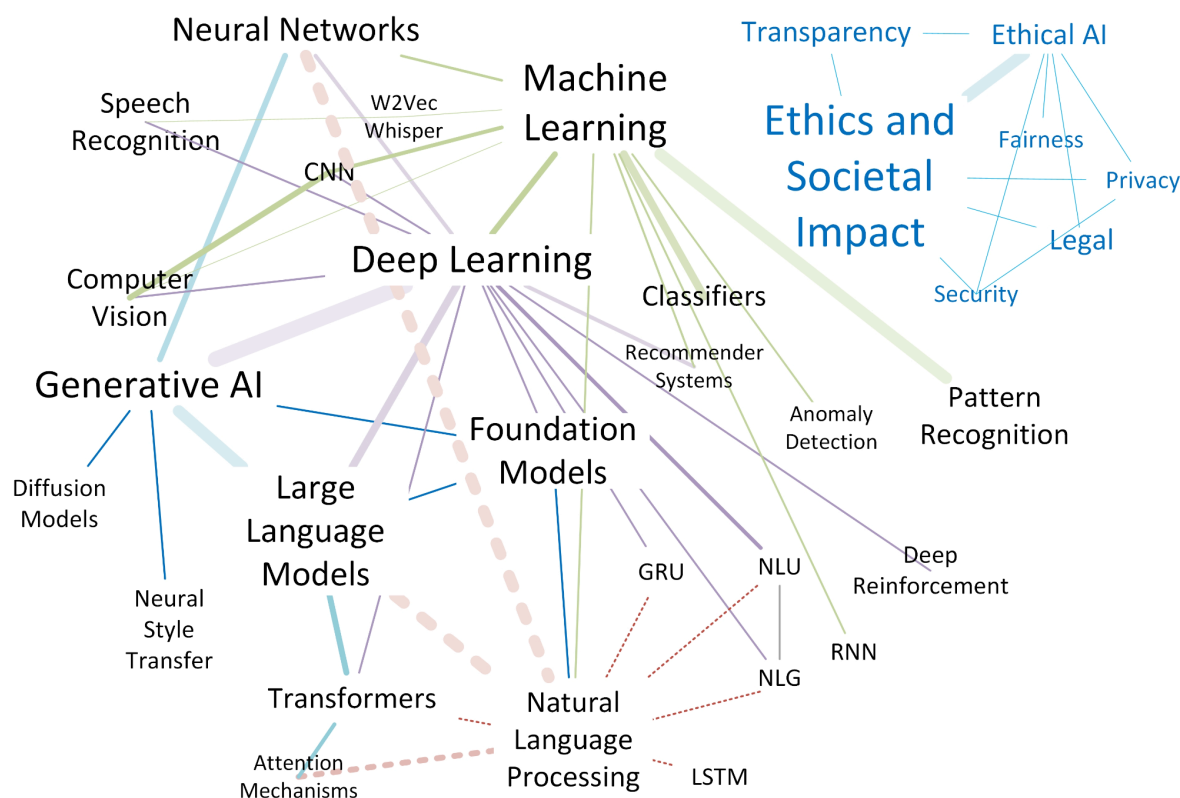 Neural Networks
Transparency
Ethical AI
Machine
Learning
Speech
Recognition
W2Vec
Whisper
CNN
Ethics and
Societal
Impact
Fairness
Privacy
Legal
Security
Deep Learning
Computer
Vision
Classifiers
Recommender
Systems
Generative AI
Anomaly
Detection
Pattern
Recognition
Foundation
Models
Diffusion
Models
Large
Language
Models
GRU
NLU
Deep
Reinforcement
Neural
Style
Transfer
RNN
NLG
Transformers
Natural
Language
Processing
Attention
Mechanisms
LSTM